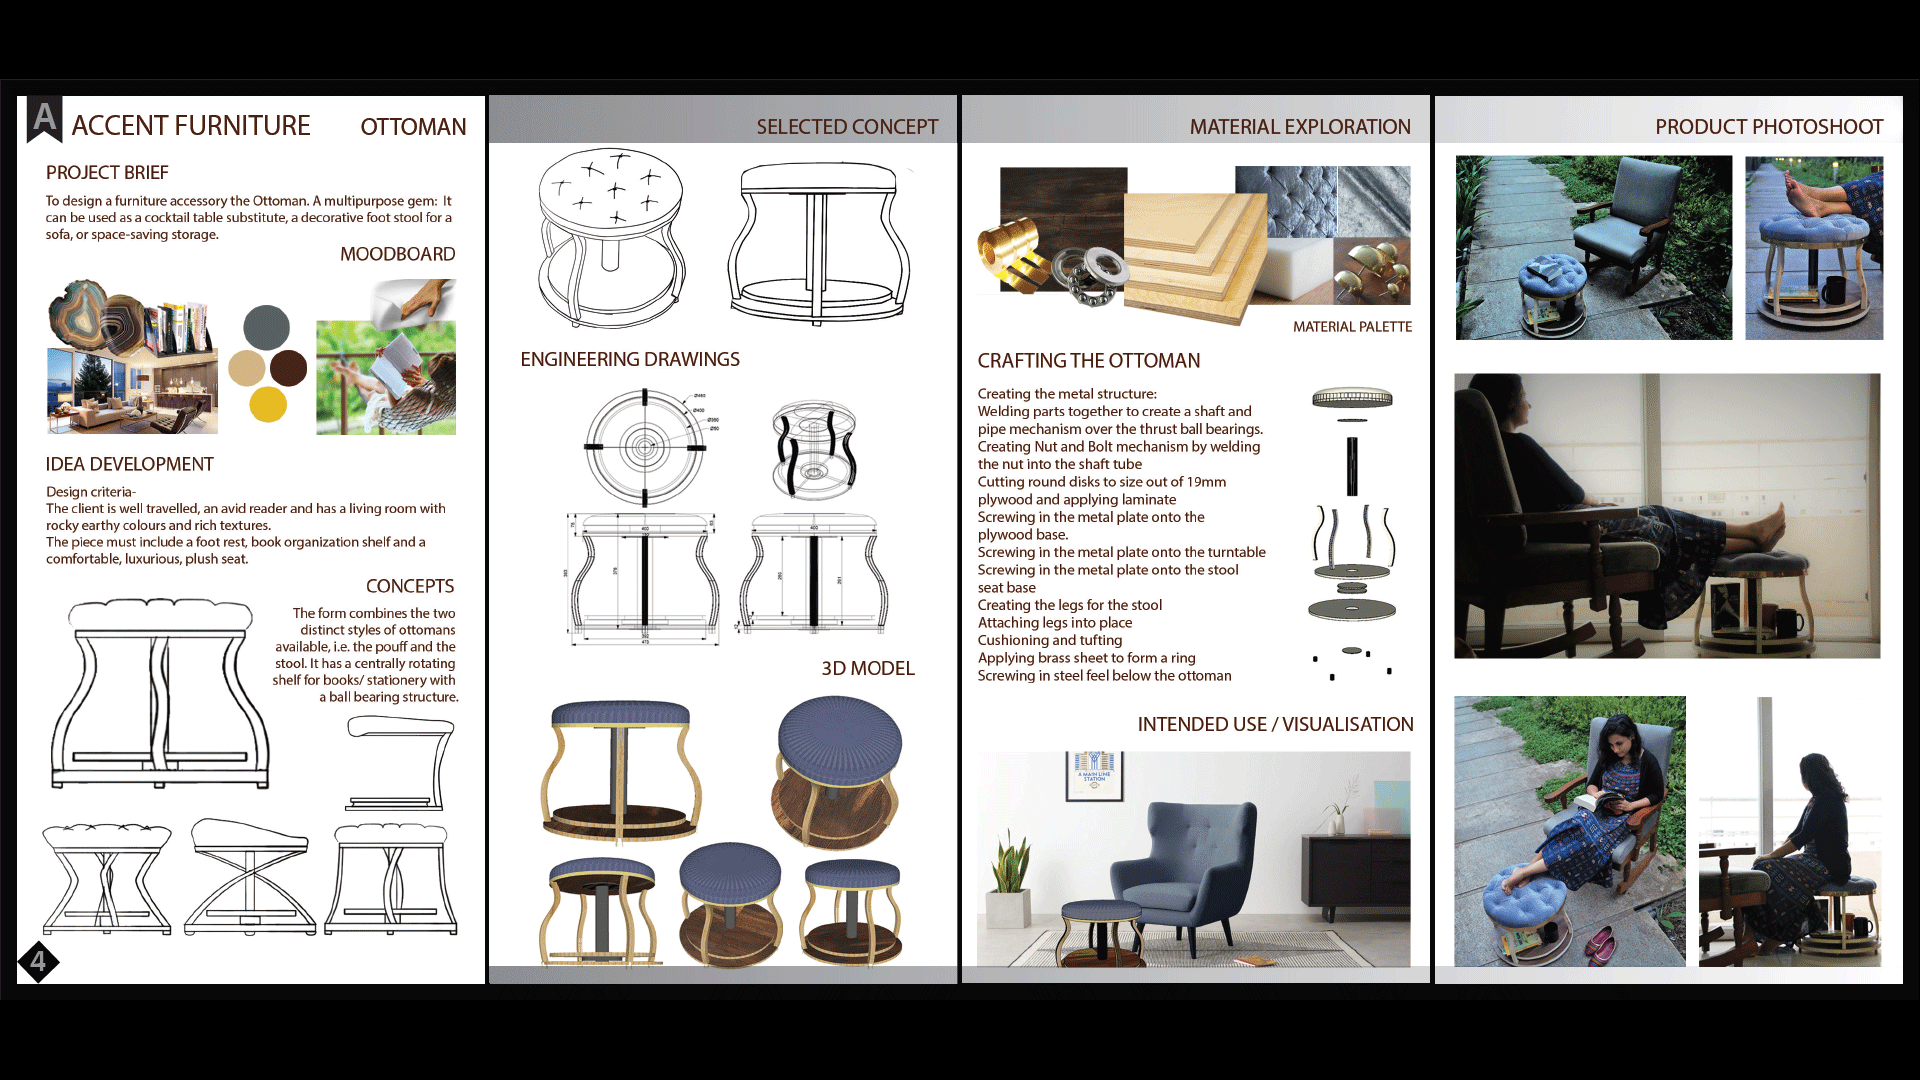 A
ACCENT FURNITURE OTTOMAN
PROJECT BRIEF
To design a furniture accessory the Ottoman. A multipurpose gem: It
can be used as a cocktail table substitute, a decorative foot stool for a
sofa, or space-saving storage.
MOODBOARD
IDEA DEVELOPMENT
Design criteria-
The client is well travelled, an avid reader and has a living room with
rocky earthy colours and rich textures.
The piece must include a foot rest, book organization shelf and a
comfortable, luxurious, plush seat.
CONCEPTS
The form combines the two
distinct styles of ottomans
available, i.e. the pouff and the
stool. It has a centrally rotating
shelf for books/ stationery with
a ball bearing structure.
4
SELECTED CONCEPT
ENGINEERING DRAWINGS
3D MODEL
MATERIAL EXPLORATION
MATERIAL PALETTE
CRAFTING THE OTTOMAN
Creating the metal structure:
Welding parts together to create a shaft and
pipe mechanism over the thrust ball bearings.
Creating Nut and Bolt mechanism by welding
the nut into the shaft tube
Cutting round disks to size out of 19mm
plywood and applying laminate
Screwing in the metal plate onto the
plywood base.
Screwing in the metal plate onto the turntable
Screwing in the metal plate onto the stool
seat base
Creating the legs for the stool
Attaching legs into place
Cushioning and tufting
Applying brass sheet to form a ring
Screwing in steel feel below the ottoman
INTENDED USE / VISUALISATION
A MAIN LINE
STATION
PRODUCT PHOTOSHOOT